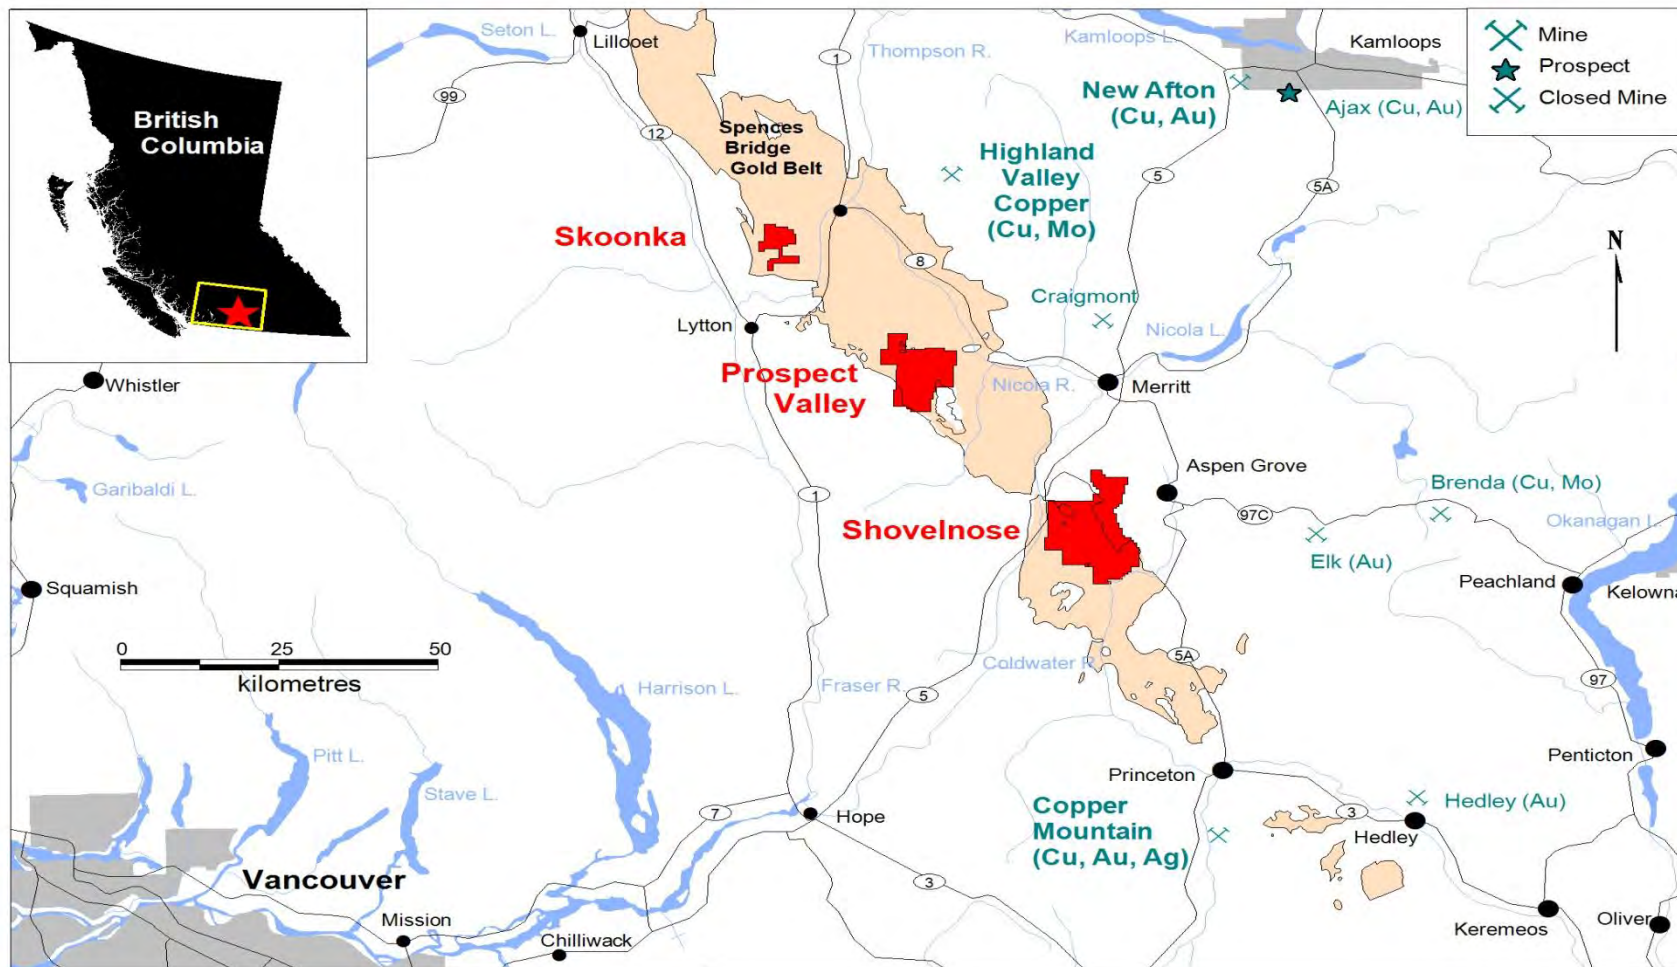 British
Columbia
Seton L.
Lillooet
Thompson R.
Kamloops L.
Kamloops
Mine
Prospect
Closed Mine
1
99
12
New Afton
(Cu, Au)
Ajax (Cu, Au)
Spences
Bridge
Gold Belt
Highland
Valley
Copper
(Cu, Mo)
5
5A
N
Skoonka
8
Craigmont
Lytton
Nicola L.
Whistler
Prospect
Valley
Nicola R.
Merritt
Garibaldi L.
1
Aspen Grove
Brenda (Cu, Mo)
97C
Okanagan L.
Shovelnose
Elk (Au)
Squamish
Peachland
Kelowna
0 25 50
kilometres
Harrison L.
Fraser R.
Coldwater R.
5A
5
97
Pitt L.
Stave L.
Penticton
Princeton
7
Hope
Copper
Mountain
(Cu, Au, Ag)
Hedley (Au)
3
Hedley
Vancouver
3
Mission
Chilliwack
Keremeos
Oliver